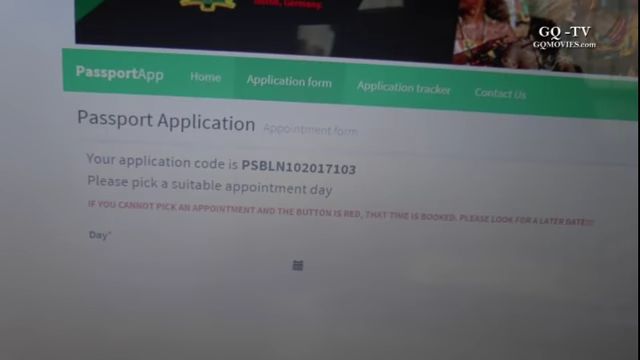 Berlin, Germany.
GQ -TV
GQMOVIES.com
PassportApp
Home
Application form
Application tracker
Contact Us
Passport Application Appointment form
Your application code is PSBLN102017103
Please pick a suitable appointment day
IF YOU CANNOT PICK AN APPOINTMENT AND THE BUTTON IS RED, THAT TIME IS BOOKED, PLEASE LOOK FOR A LATER DATE!!!
Day*